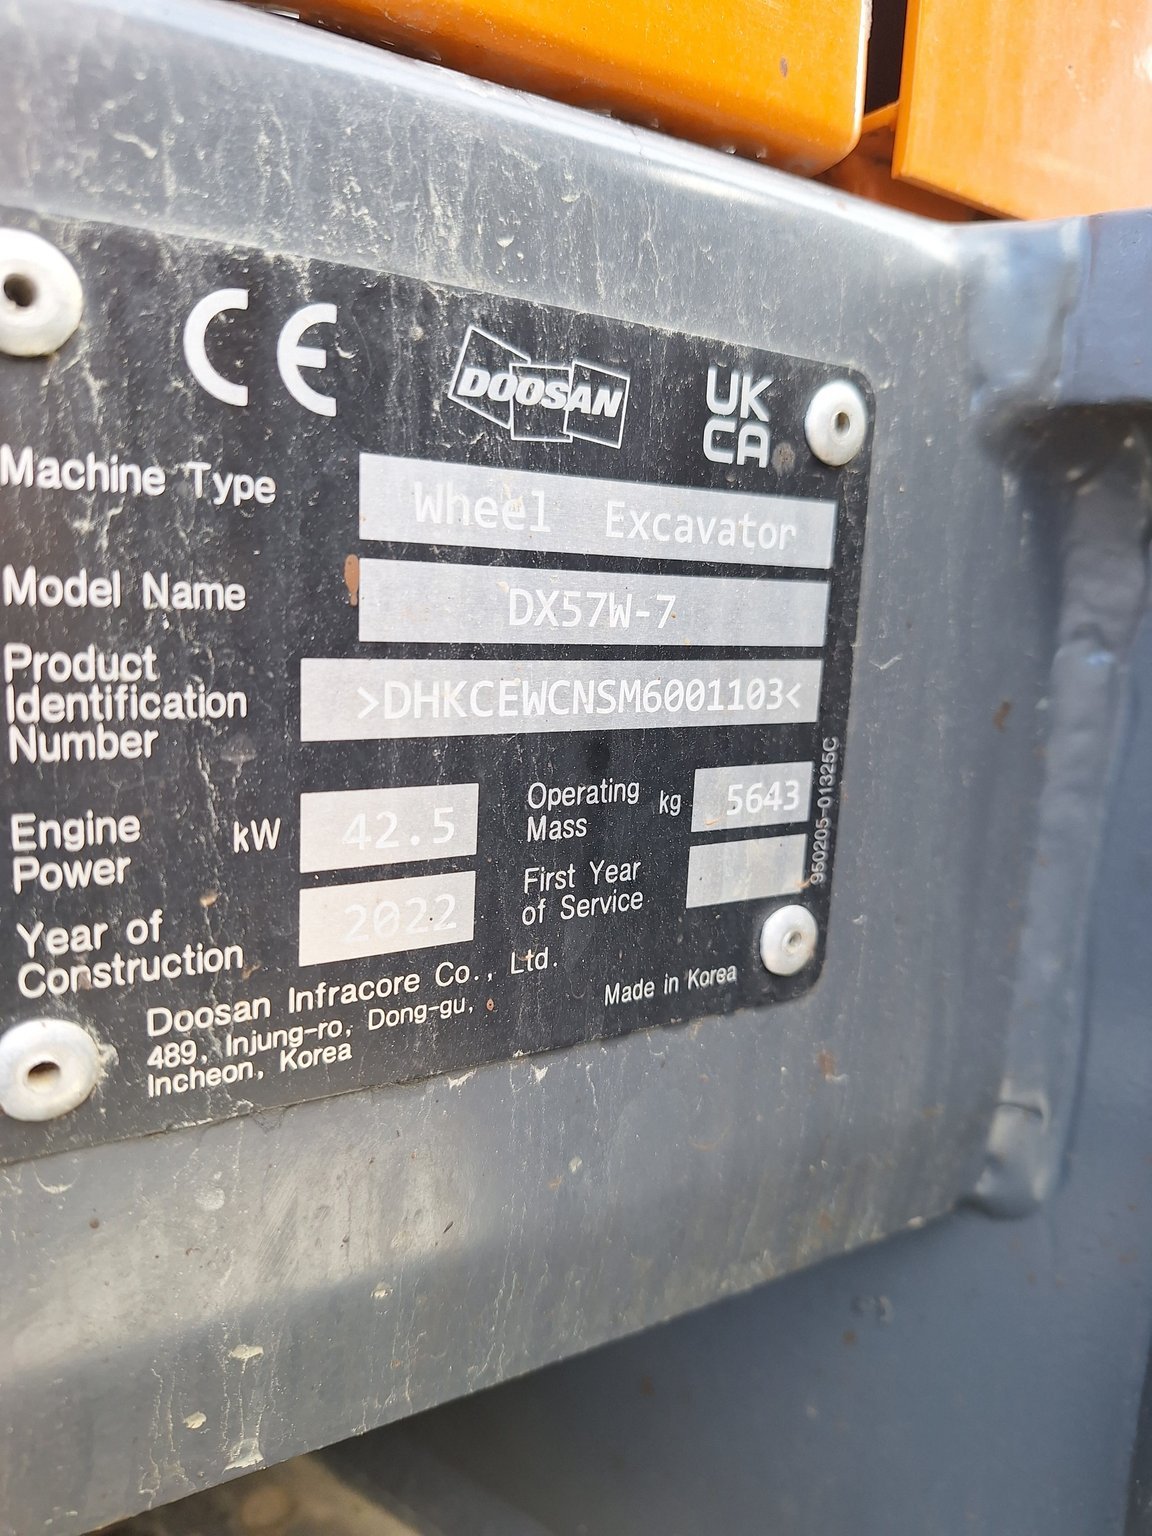 CE
DOOSAN
UK
CA
Machine Type Wheel Excavator
Model Name DX57W-7
Product
Identification
Number
>DHKCEWCNSM6001103<
Engine
Power
kW 42.5
Operating
Mass
kg 5643
Year of
Construction
2022
First Year
of Service
950205-01325C
Doosan Infracore Co., Ltd.
489, Injung-ro, Dong-gu,
Incheon, Korea
Made in Korea